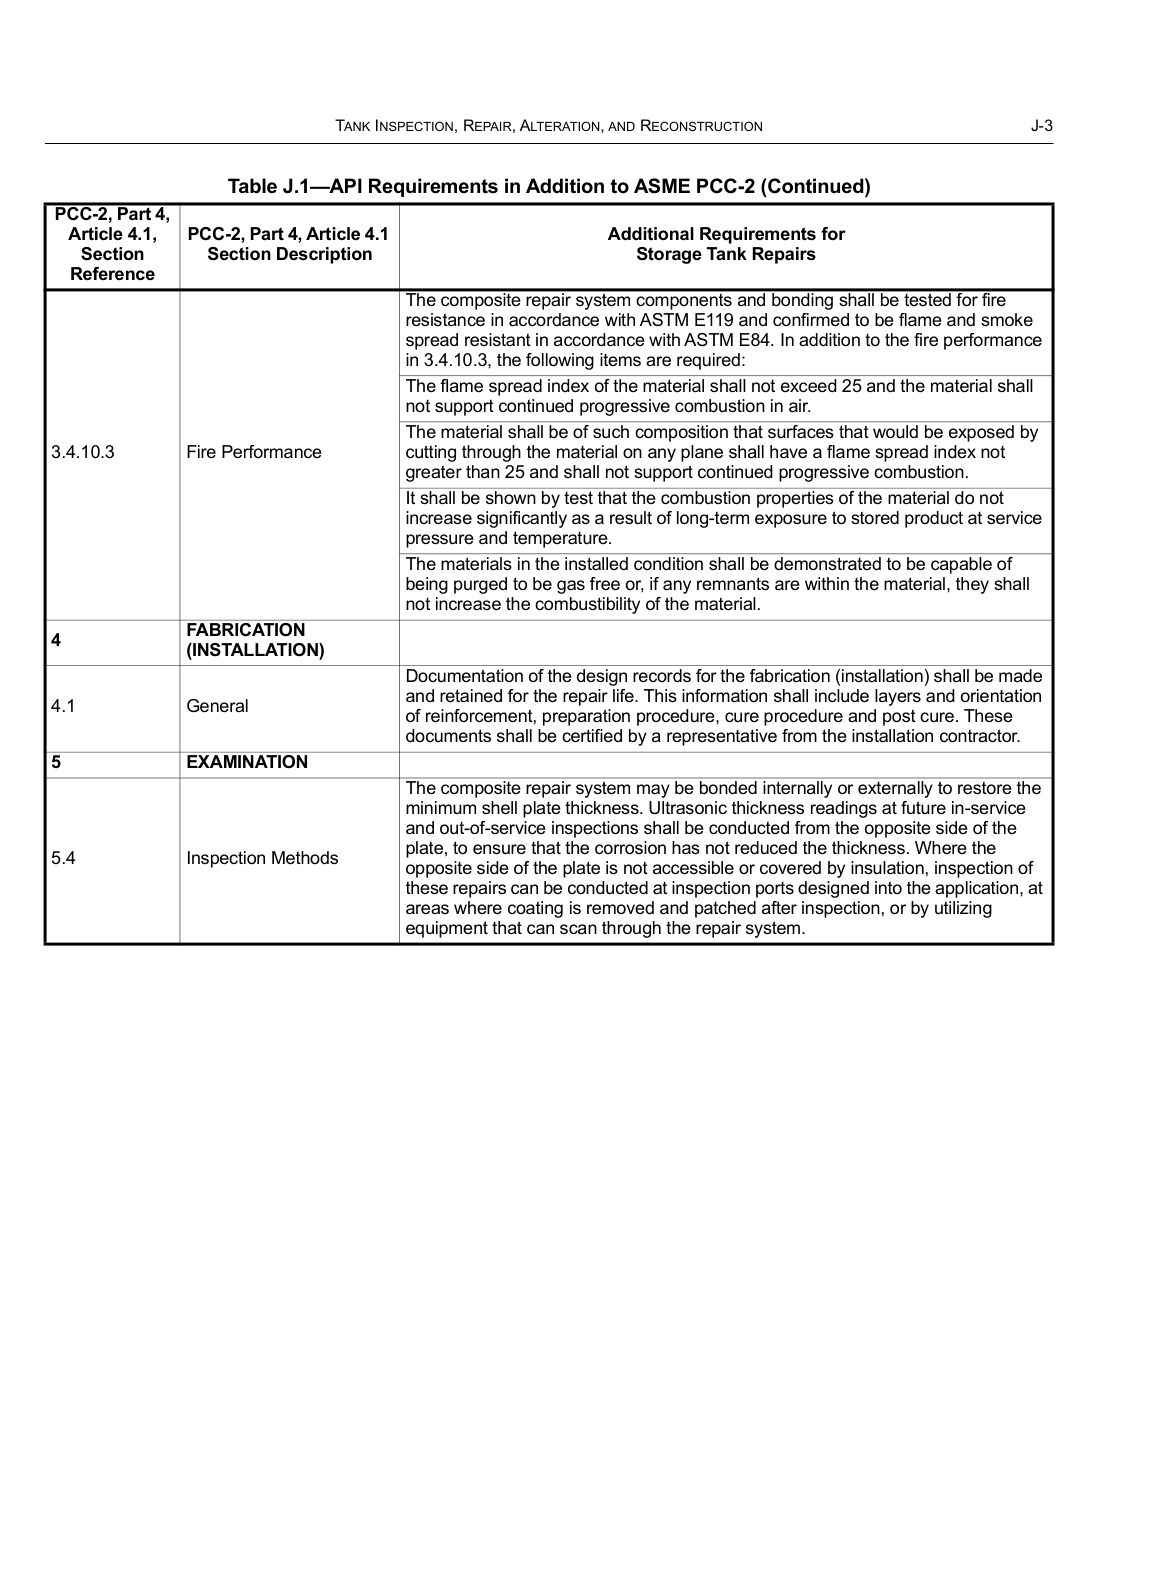 TANK INSPECTION, REPAIR, ALTERATION, AND RECONSTRUCTION J-3
Table J.1—API Requirements in Addition to ASME PCC-2 (Continued)
PCC-2, Part 4,
Article 4.1,
Section
Reference
PCC-2, Part 4, Article 4.1
Section Description
Additional Requirements for
Storage Tank Repairs
3.4.10.3
Fire Performance
The composite repair system components and bonding shall be tested for fire
resistance in accordance with ASTM E119 and confirmed to be flame and smoke
spread resistant in accordance with ASTM E84. In addition to the fire performance
in 3.4.10.3, the following items are required:
The flame spread index of the material shall not exceed 25 and the material shall
not support continued progressive combustion in air.
The material shall be of such composition that surfaces that would be exposed by
cutting through the material on any plane shall have a flame spread index not
greater than 25 and shall not support continued progressive combustion.
It shall be shown by test that the combustion properties of the material do not
increase significantly as a result of long-term exposure to stored product at service
pressure and temperature.
The materials in the installed condition shall be demonstrated to be capable of
being purged to be gas free or, if any remnants are within the material, they shall
not increase the combustibility of the material.
4
FABRICATION
(INSTALLATION)
4.1
General
Documentation of the design records for the fabrication (installation) shall be made
and retained for the repair life. This information shall include layers and orientation
of reinforcement, preparation procedure, cure procedure and post cure. These
documents shall be certified by a representative from the installation contractor.
5
EXAMINATION
5.4
Inspection Methods
The composite repair system may be bonded internally or externally to restore the
minimum shell plate thickness. Ultrasonic thickness readings at future in-service
and out-of-service inspections shall be conducted from the opposite side of the
plate, to ensure that the corrosion has not reduced the thickness. Where the
opposite side of the plate is not accessible or covered by insulation, inspection of
these repairs can be conducted at inspection ports designed into the application, at
areas where coating is removed and patched after inspection, or by utilizing
equipment that can scan through the repair system.